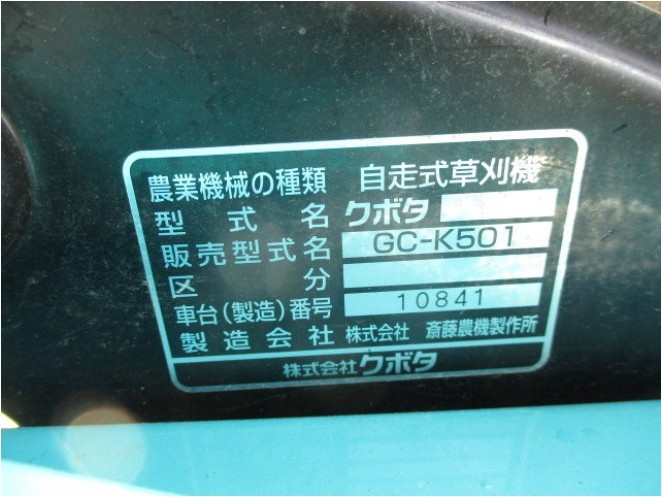 農業機械の種類 自走式草刈機
型式名 クボタ
販売型式名 GC-K501
区分
車台(製造)番号 10841
製造会社 株式会社 斎藤農機製作所
株式会社クボタ